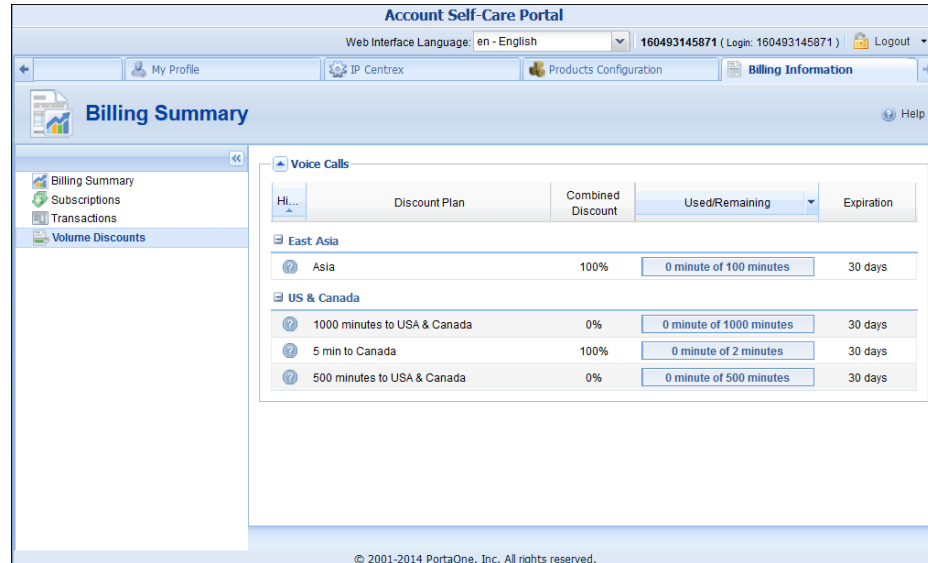 Account Self-Care Portal
Web Interface Language: en - English 160493145871 ( Login: 160493145871 ) Logout
My Profile IP Centrex Products Configuration Billing Information
Billing Summary Help
Billing Summary
Subscriptions
Transactions
Volume Discounts
Voice Calls
Hi... Discount Plan Combined Discount Used/Remaining Expiration
East Asia
Asia 100% 0 minute of 100 minutes 30 days
US & Canada
1000 minutes to USA & Canada 0% 0 minute of 1000 minutes 30 days
5 min to Canada 100% 0 minute of 2 minutes 30 days
500 minutes to USA & Canada 0% 0 minute of 500 minutes 30 days
© 2001-2014 PortaOne, Inc. All rights reserved.